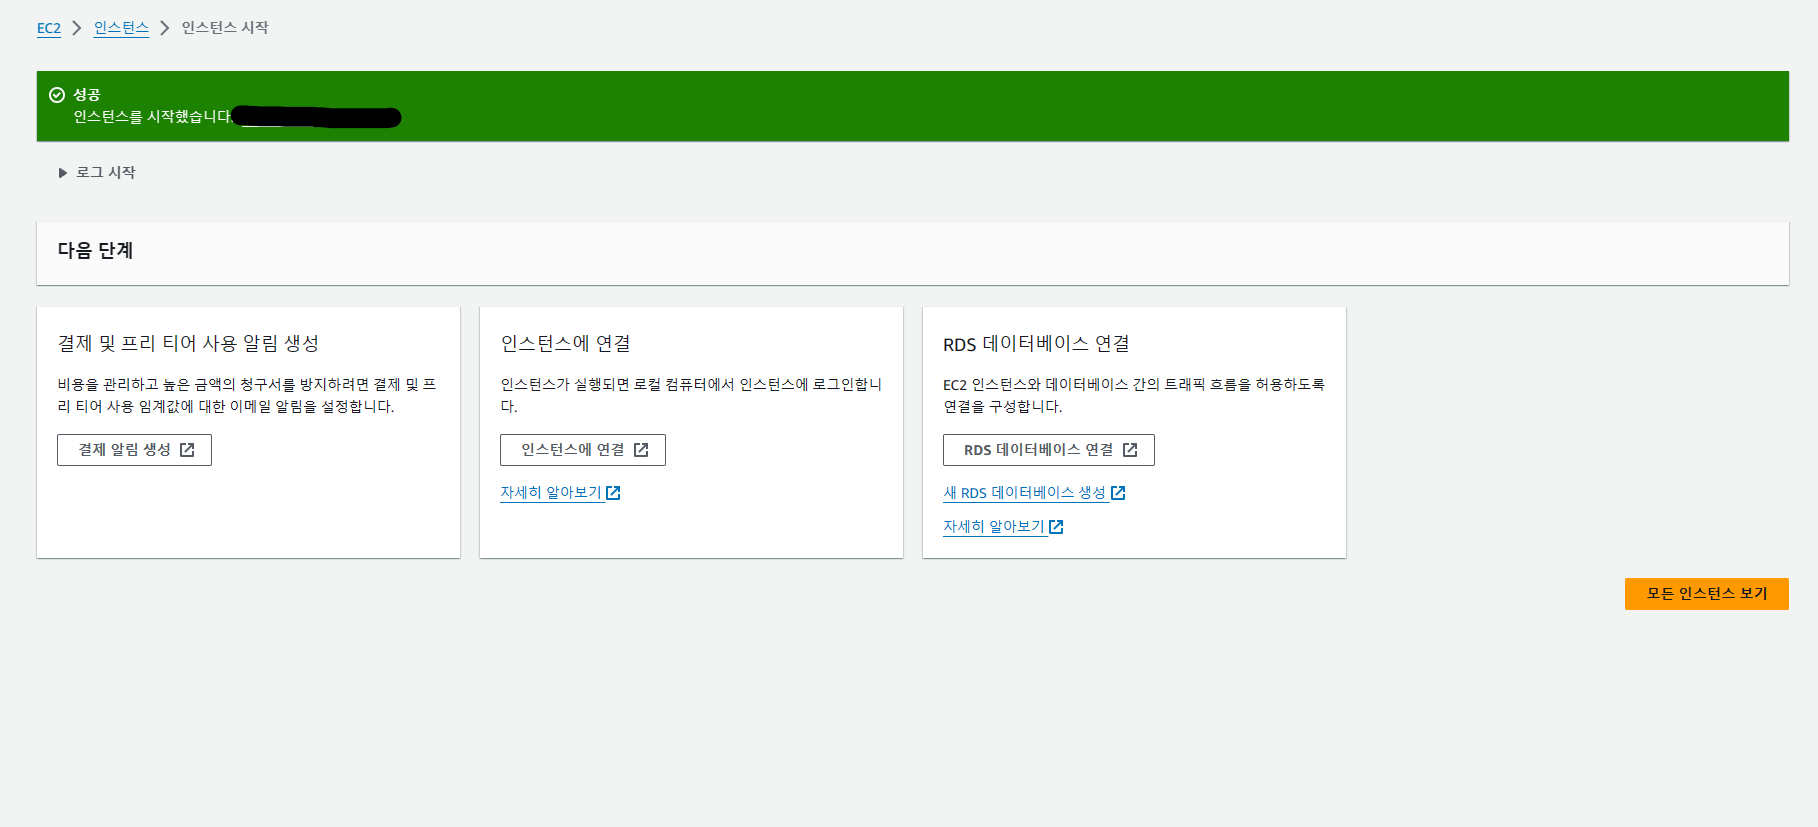 EC2 > 인스턴스 > 인스턴스 시작
성공
인스턴스를 시작했습니다.
로그 시작
다음 단계
결제 및 프리 티어 사용 알림 생성
비용을 관리하고 높은 금액의 청구서를 방지하려면 결제 및 프
리 티어 사용 임계값에 대한 이메일 알림을 설정합니다.
결제 알림 생성
인스턴스에 연결
인스턴스가 실행되면 로컬 컴퓨터에서 인스턴스에 로그인합니
다.
인스턴스에 연결
자세히 알아보기
RDS 데이터베이스 연결
EC2 인스턴스와 데이터베이스 간의 트래픽 흐름을 허용하도록
연결을 구성합니다.
RDS 데이터베이스 연결
새 RDS 데이터베이스 생성
자세히 알아보기
모든 인스턴스 보기